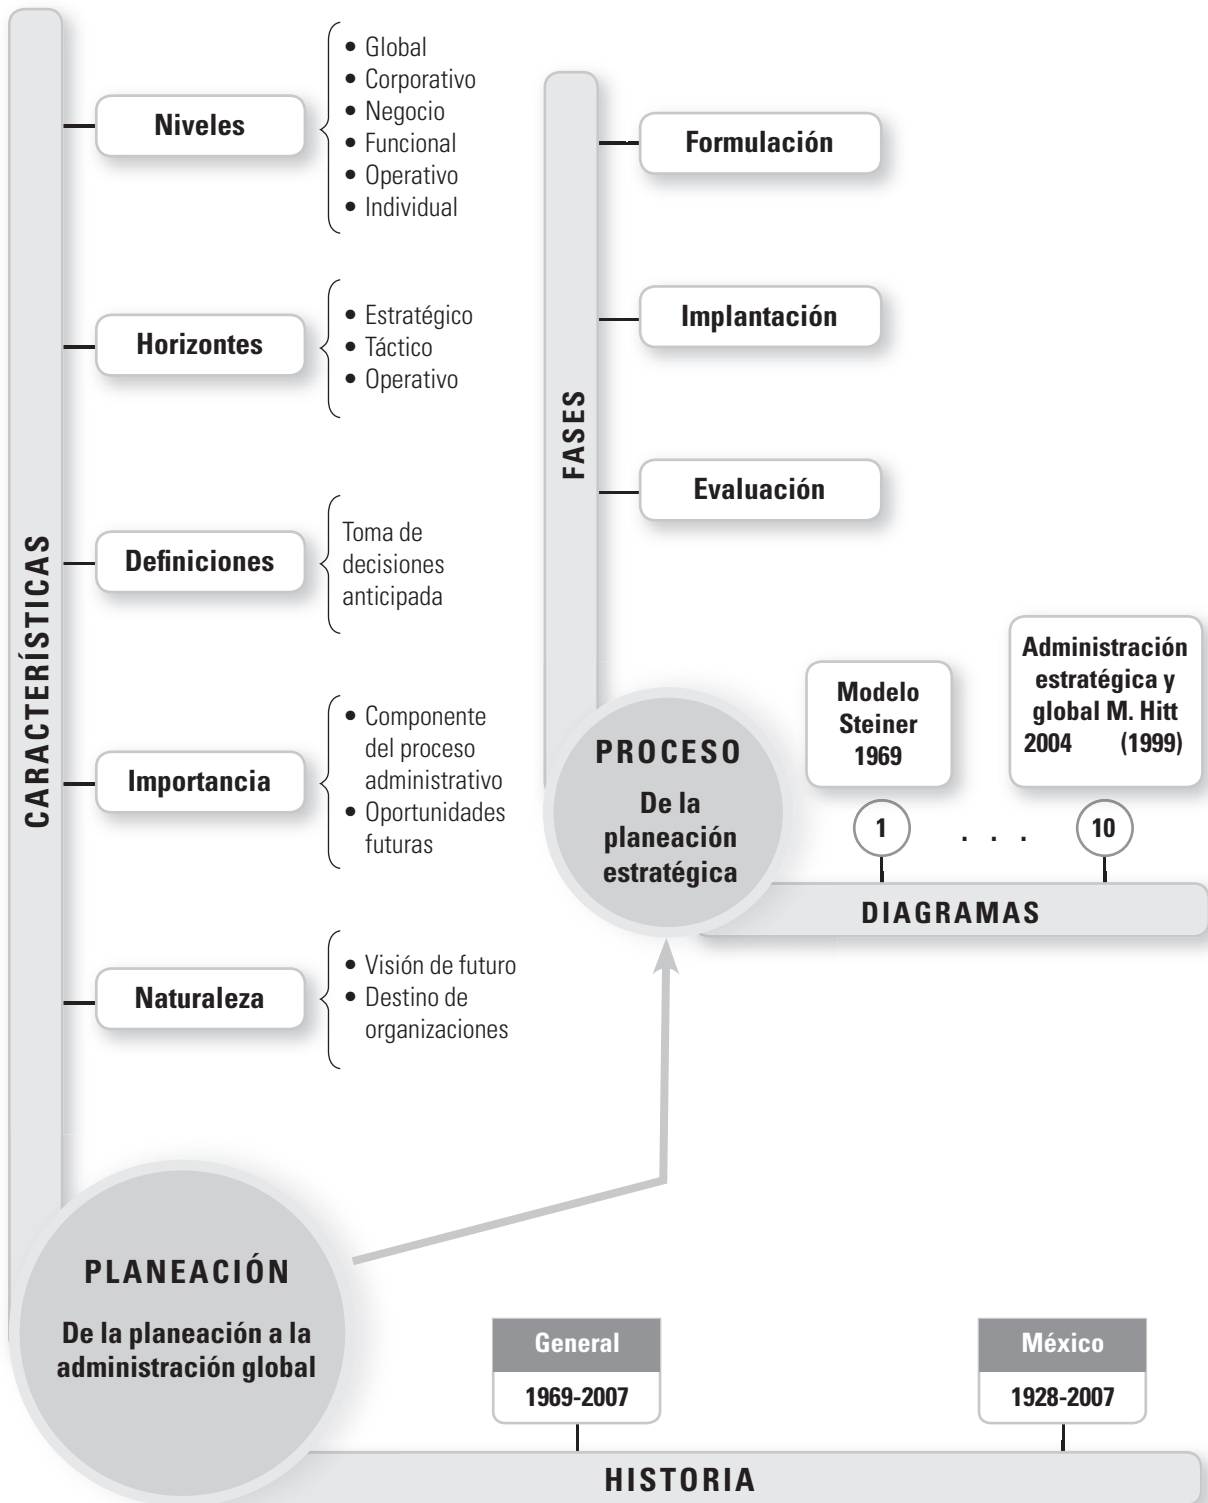 CARACTERÍSTICAS
Niveles
• Global
• Corporativo
• Negocio
• Funcional
• Operativo
• Individual
Horizontes
• Estratégico
• Táctico
• Operativo
Definiciones
Toma de
decisiones
anticipada
Importancia
• Componente
del proceso
administrativo
• Oportunidades
futuras
Naturaleza
• Visión de futuro
• Destino de
organizaciones
FASES
Formulación
Implantación
Evaluación
PROCESO
De la
planeación
estratégica
Modelo
Steiner
1969
Administración
estratégica y
global M. Hitt
2004 (1999)
1 . . . 10
DIAGRAMAS
PLANEACIÓN
De la planeación a la
administración global
General
1969-2007
México
1928-2007
HISTORIA